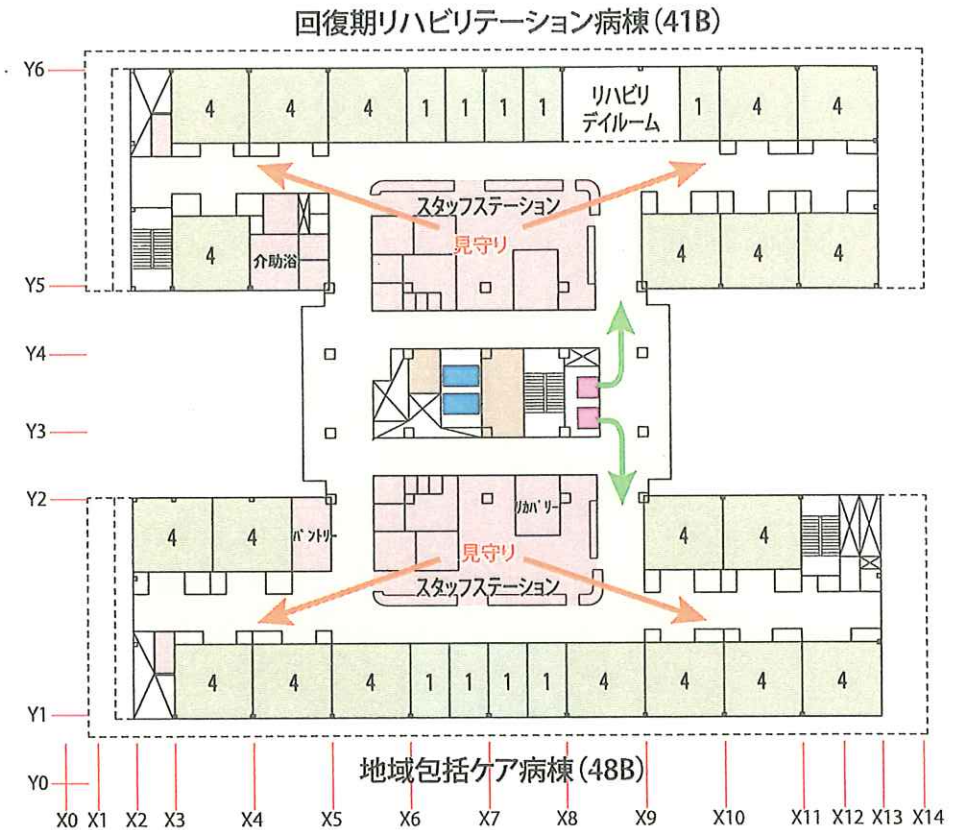 回復期リハビリテーション病棟(41B)
Y6
4 4 4 1 1 1 1 リハビリ
デイルーム 1 4 4
スタッフステーション
見守り
4 介助浴 4 4 4
Y5
Y4
Y3
Y2
4 4 パントリー リカバリー 4 4
見守り
スタッフステーション
4 4 4 1 1 1 1 4 4 4 4
Y1
地域包括ケア病棟(48B)
Y0
X0 X1 X2 X3 X4 X5 X6 X7 X8 X9 X10 X11 X12 X13 X14